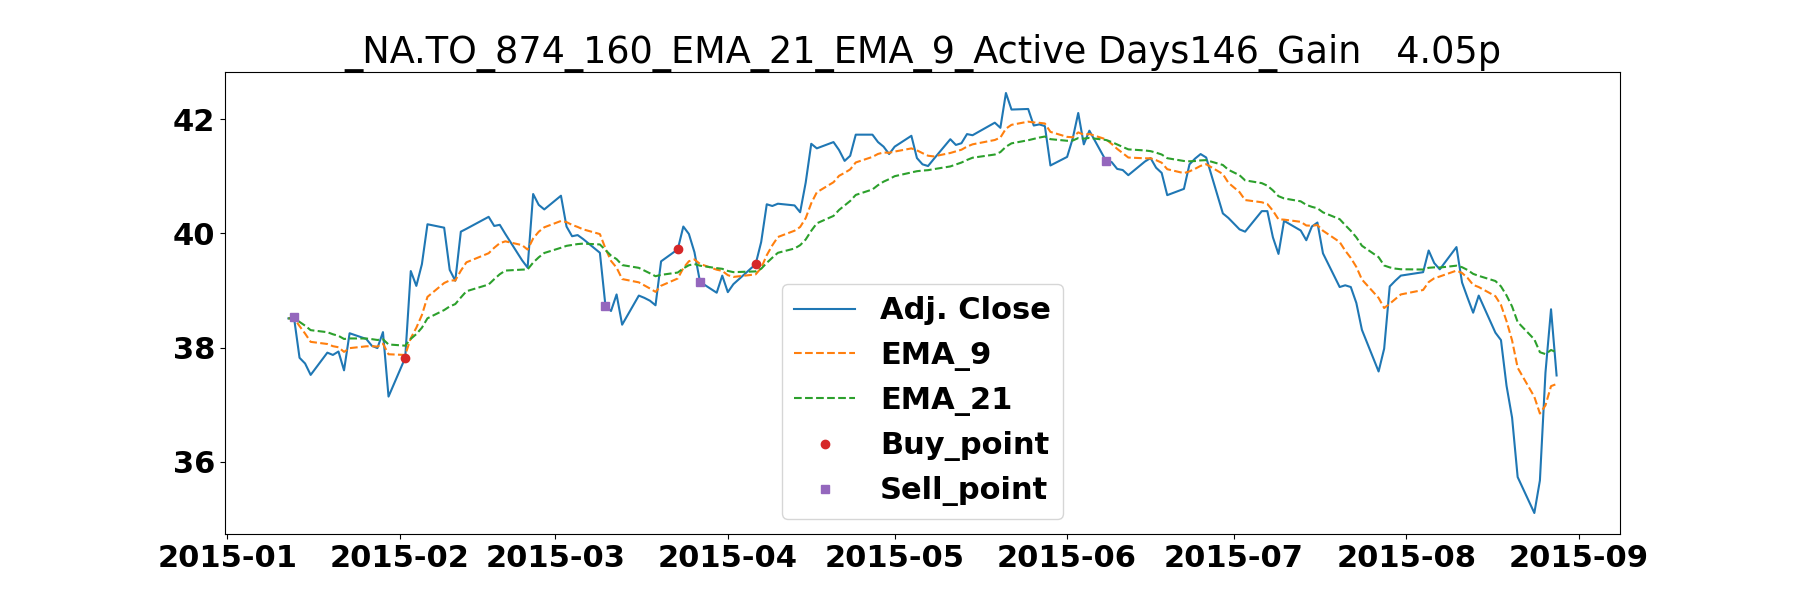 _NA.TO_874_160_EMA_21_EMA_9_Active Days146_Gain   4.05p
42
40
38
36
Adj. Close
EMA_9
EMA_21
Buy_point
Sell_point
2015-01 2015-02 2015-03 2015-04 2015-05 2015-06 2015-07 2015-08 2015-09